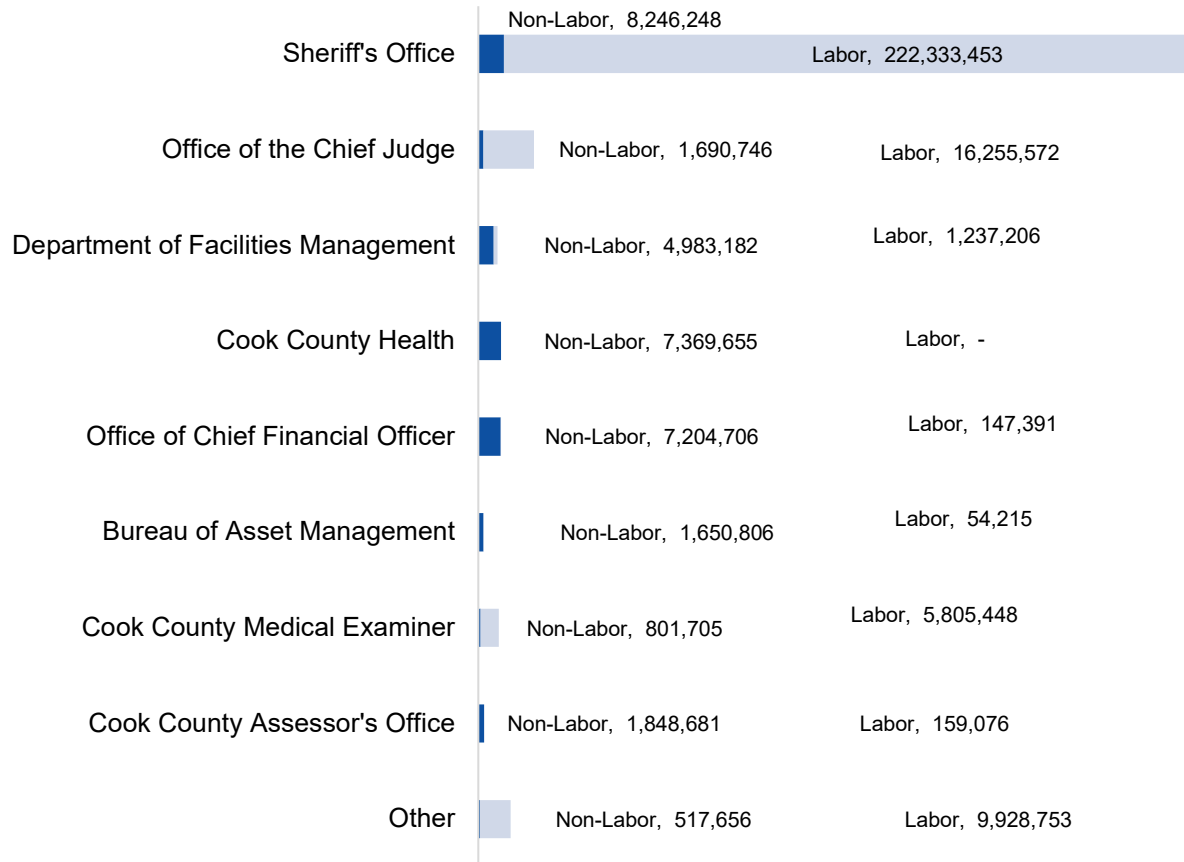 Non-Labor, 8,246,248
Sheriff's Office
Labor, 222,333,453
Office of the Chief Judge
Non-Labor, 1,690,746
Labor, 16,255,572
Department of Facilities Management
Non-Labor, 4,983,182
Labor, 1,237,206
Cook County Health
Non-Labor, 7,369,655
Labor, -
Office of Chief Financial Officer
Non-Labor, 7,204,706
Labor, 147,391
Bureau of Asset Management
Non-Labor, 1,650,806
Labor, 54,215
Cook County Medical Examiner
Non-Labor, 801,705
Labor, 5,805,448
Cook County Assessor's Office
Non-Labor, 1,848,681
Labor, 159,076
Other
Non-Labor, 517,656
Labor, 9,928,753